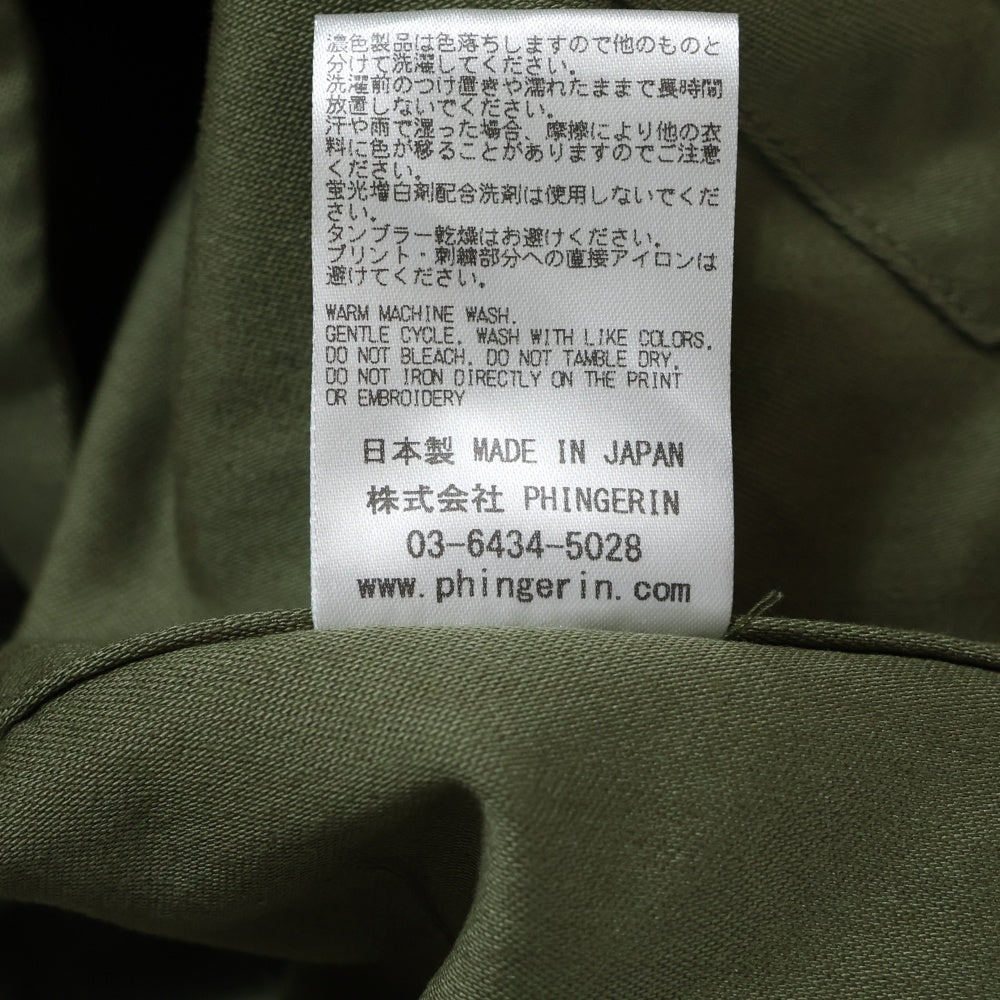 濃色製品は色落ちしますので他のものと
分けて洗濯してください。
洗濯前のつけ置きや濡れたままで長時間
放置しないでください。
汗や雨で湿った場合、摩擦により他の衣
料に色が移ることがありますのでご注意
ください。
蛍光増白剤配合洗剤は使用しないでくだ
さい。
タンブラー乾燥はお避けください。
プリント・刺繍部分への直接アイロンは
避けてください。
WARM MACHINE WASH.
GENTLE CYCLE. WASH WITH LIKE COLORS.
DO NOT BLEACH. DO NOT TAMBLE DRY.
DO NOT IRON DIRECTLY ON THE PRINT
OR EMBROIDERY
日本製 MADE IN JAPAN
株式会社 PHINGERIN
03-6434-5028
www.phingerin.com